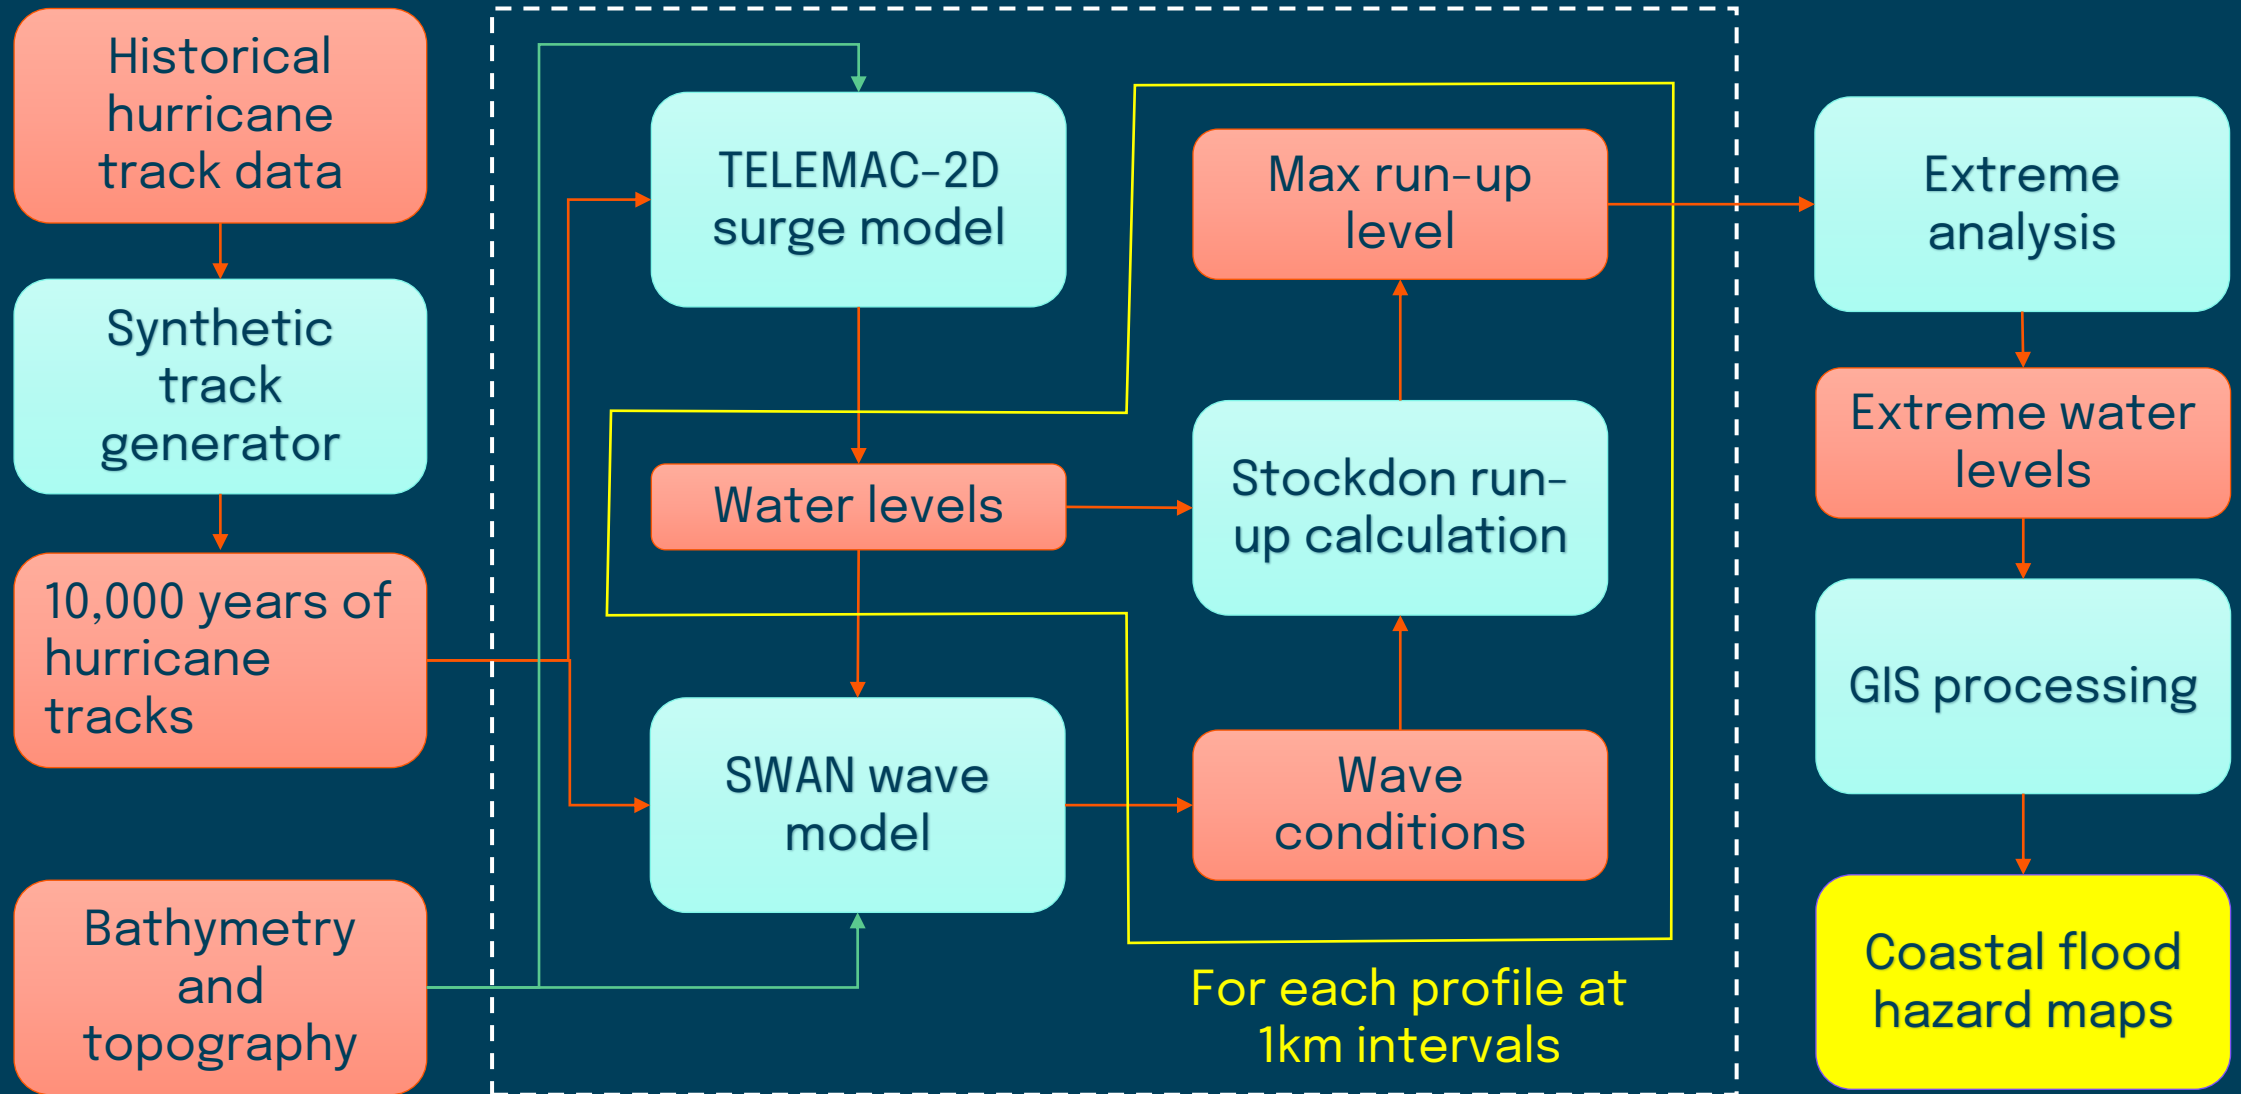 Historical
hurricane
track data
Synthetic
track
generator
10,000 years of
hurricane
tracks
Bathymetry
and
topography
TELEMAC-2D
surge model
Water levels
SWAN wave
model
Max run-up
level
Stockdon run-
up calculation
Wave
conditions
For each profile at
1km intervals
Extreme
analysis
Extreme water
levels
GIS processing
Coastal flood
hazard maps